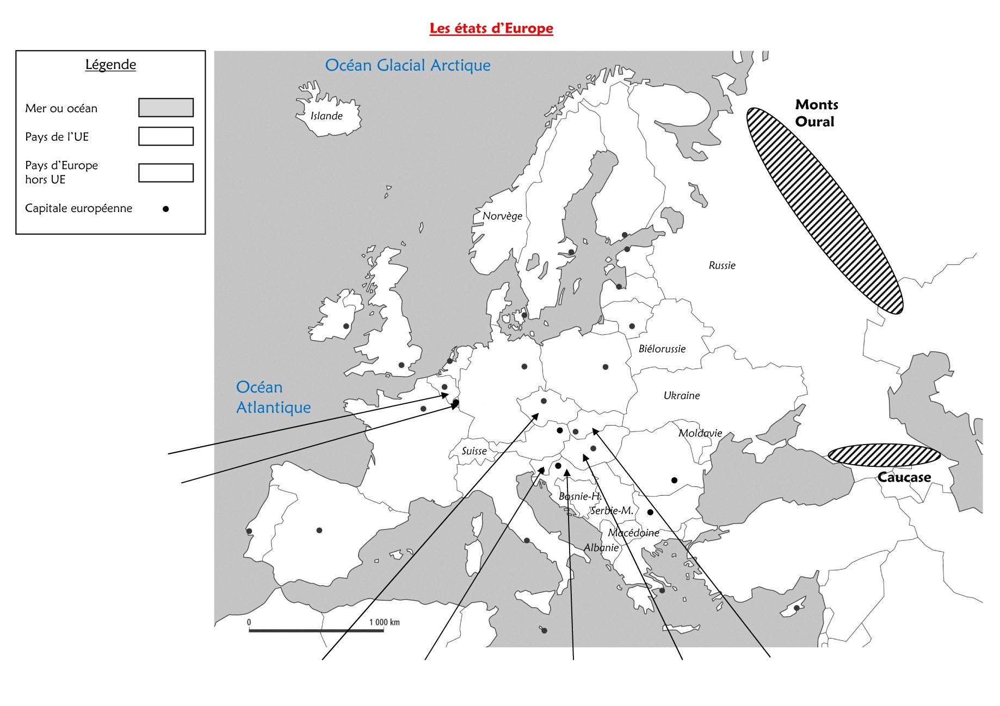 Les états d'Europe
Légende
Mer ou océan
Pays de l'UE
Pays d'Europe
hors UE
Capitale européenne
Océan Glacial Arctique
Islande
Monts
Oural
Norvège
Russie
Biélorussie
Océan
Atlantique
Ukraine
Moldavie
Suisse
Caucase
Bosnie-H.
Serbie-M.
Macédoine
Albanie
0
1 000 km